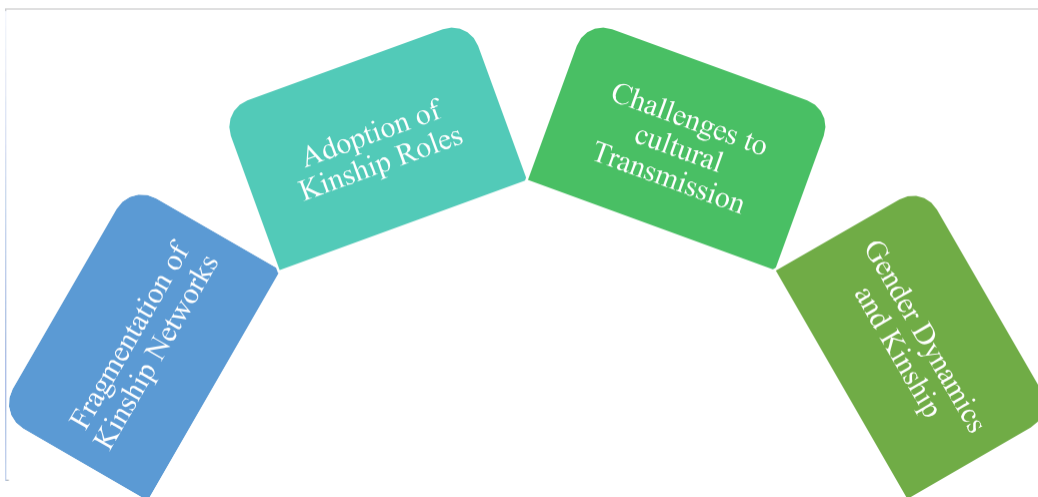 Fragmentation of
Kinship Networks
Adoption of
Kinship Roles
Challenges to
cultural
Transmission
Gender Dynamics
and Kinship